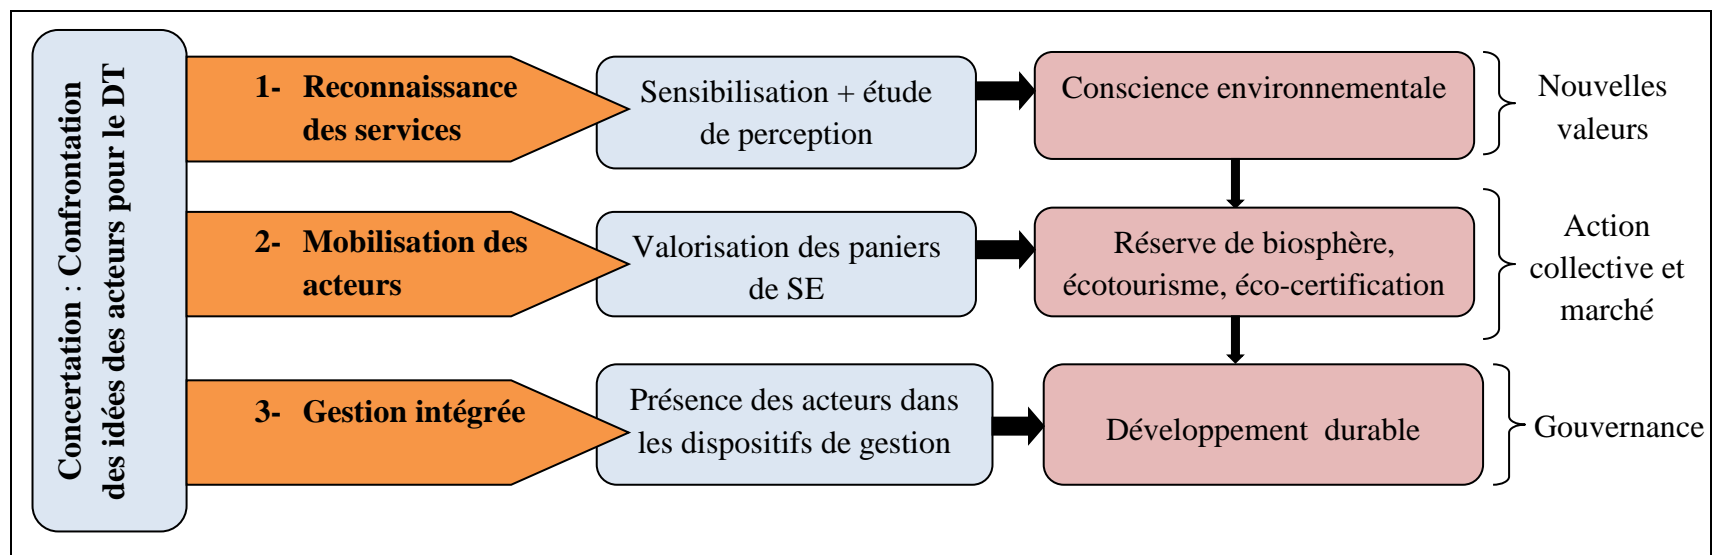 Concertation : Confrontation
des idées des acteurs pour le DT
1- Reconnaissance
des services
Sensibilisation + étude
de perception
Conscience environnementale
Nouvelles
valeurs
2- Mobilisation des
acteurs
Valorisation des paniers
de SE
Réserve de biosphère,
écotourisme, éco-certification
Action
collective et
marché
3- Gestion intégrée
Présence des acteurs dans
les dispositifs de gestion
Développement durable
Gouvernance